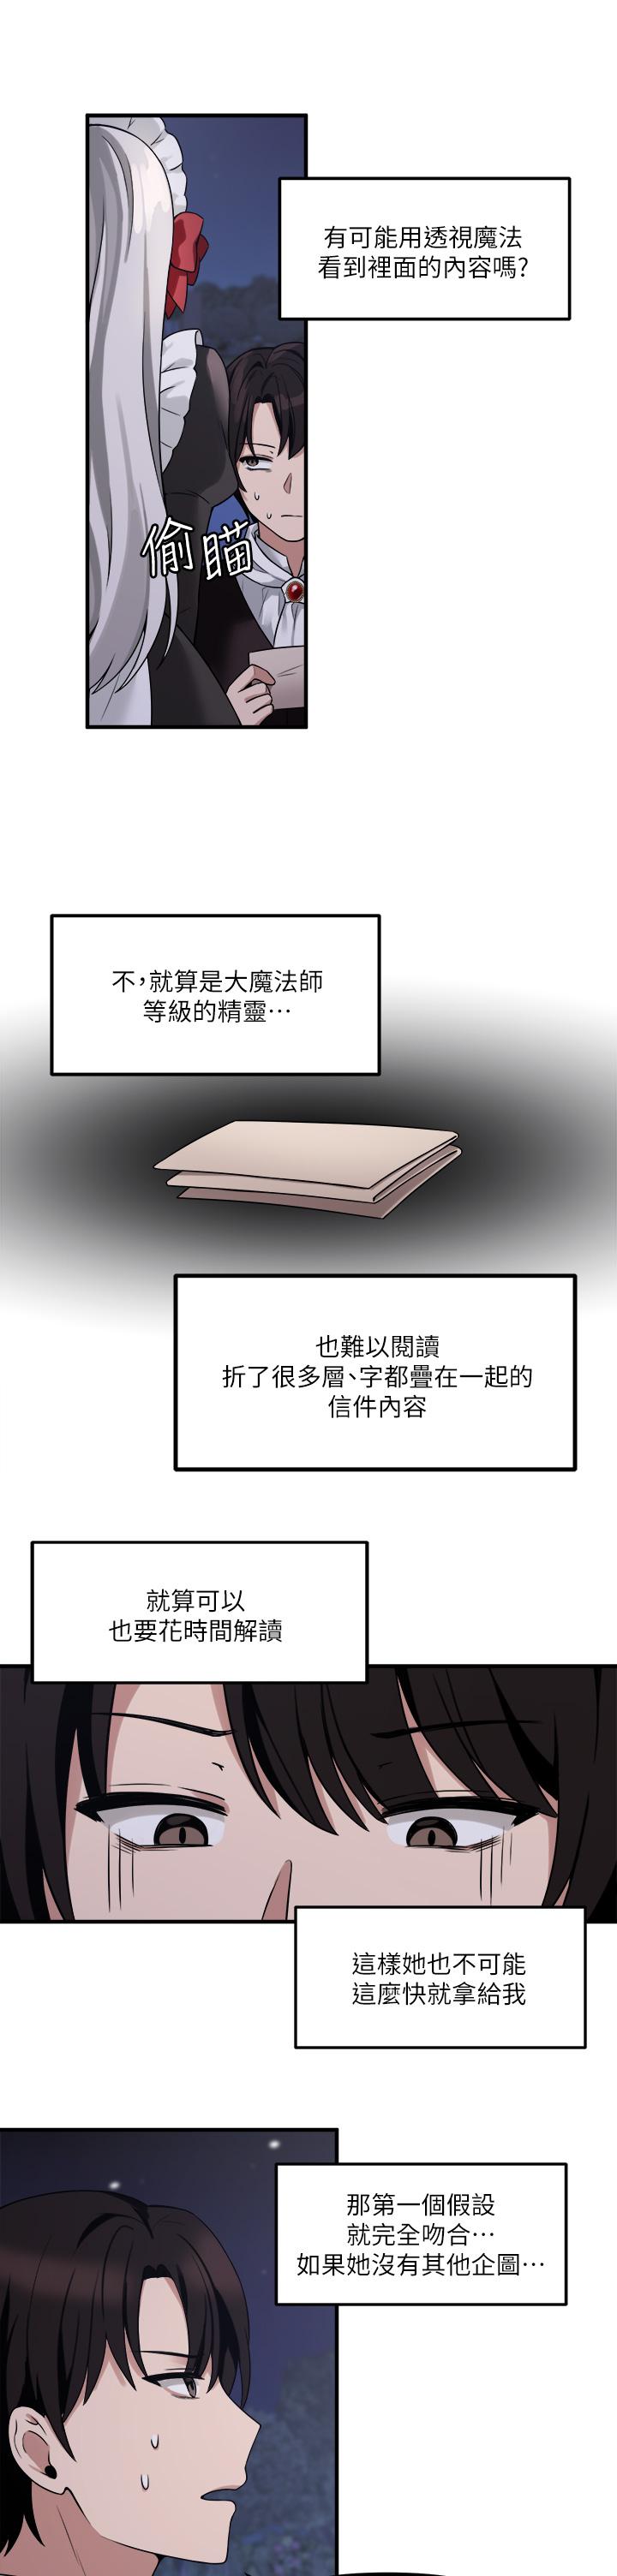 有可能用透視魔法
看到裡面的內容嗎?
偷瞄
不，就算是大魔法師
等級的精靈…
也難以閱讀
折了很多層、字都疊在一起的
信件內容
就算可以
也要花時間解讀
這樣她也不可能
這麼快就拿給我
那第一個假設
就完全吻合…
如果她沒有其他企圖…